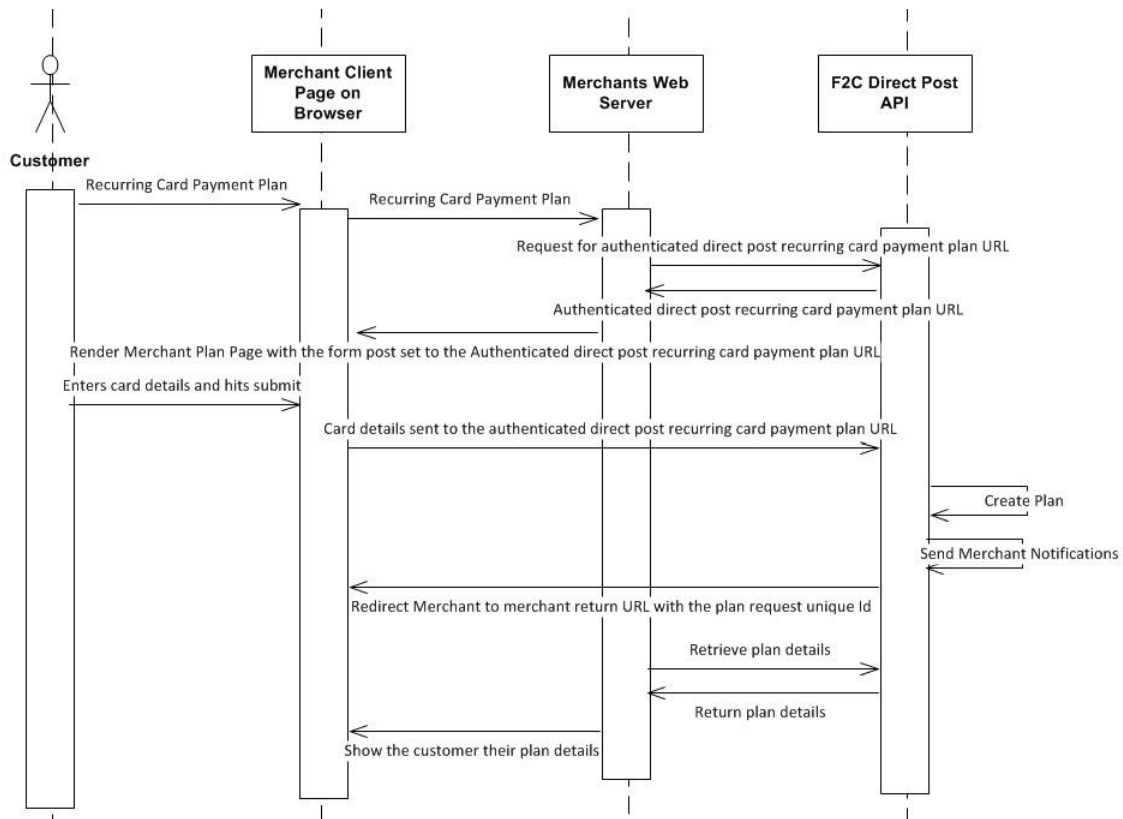 Merchant Client
Page on
Browser
Merchants Web
Server
F2C Direct Post
API
Customer
Recurring Card Payment Plan
Recurring Card Payment Plan
Request for authenticated direct post recurring card payment plan URL
Authenticated direct post recurring card payment plan URL
Render Merchant Plan Page with the form post set to the Authenticated direct post recurring card payment plan URL
Enters card details and hits submit
Card details sent to the authenticated direct post recurring card payment plan URL
Create Plan
Send Merchant Notifications
Redirect Merchant to merchant return URL with the plan request unique Id
Retrieve plan details
Return plan details
Show the customer their plan details